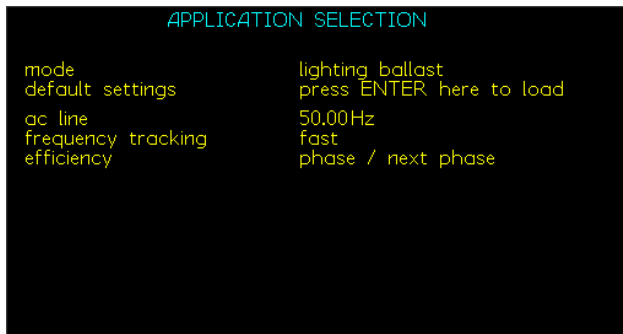 APPLICATION SELECTION
mode lighting ballast
default settings press ENTER here to load
ac line 50.00Hz
frequency tracking fast
efficiency phase / next phase